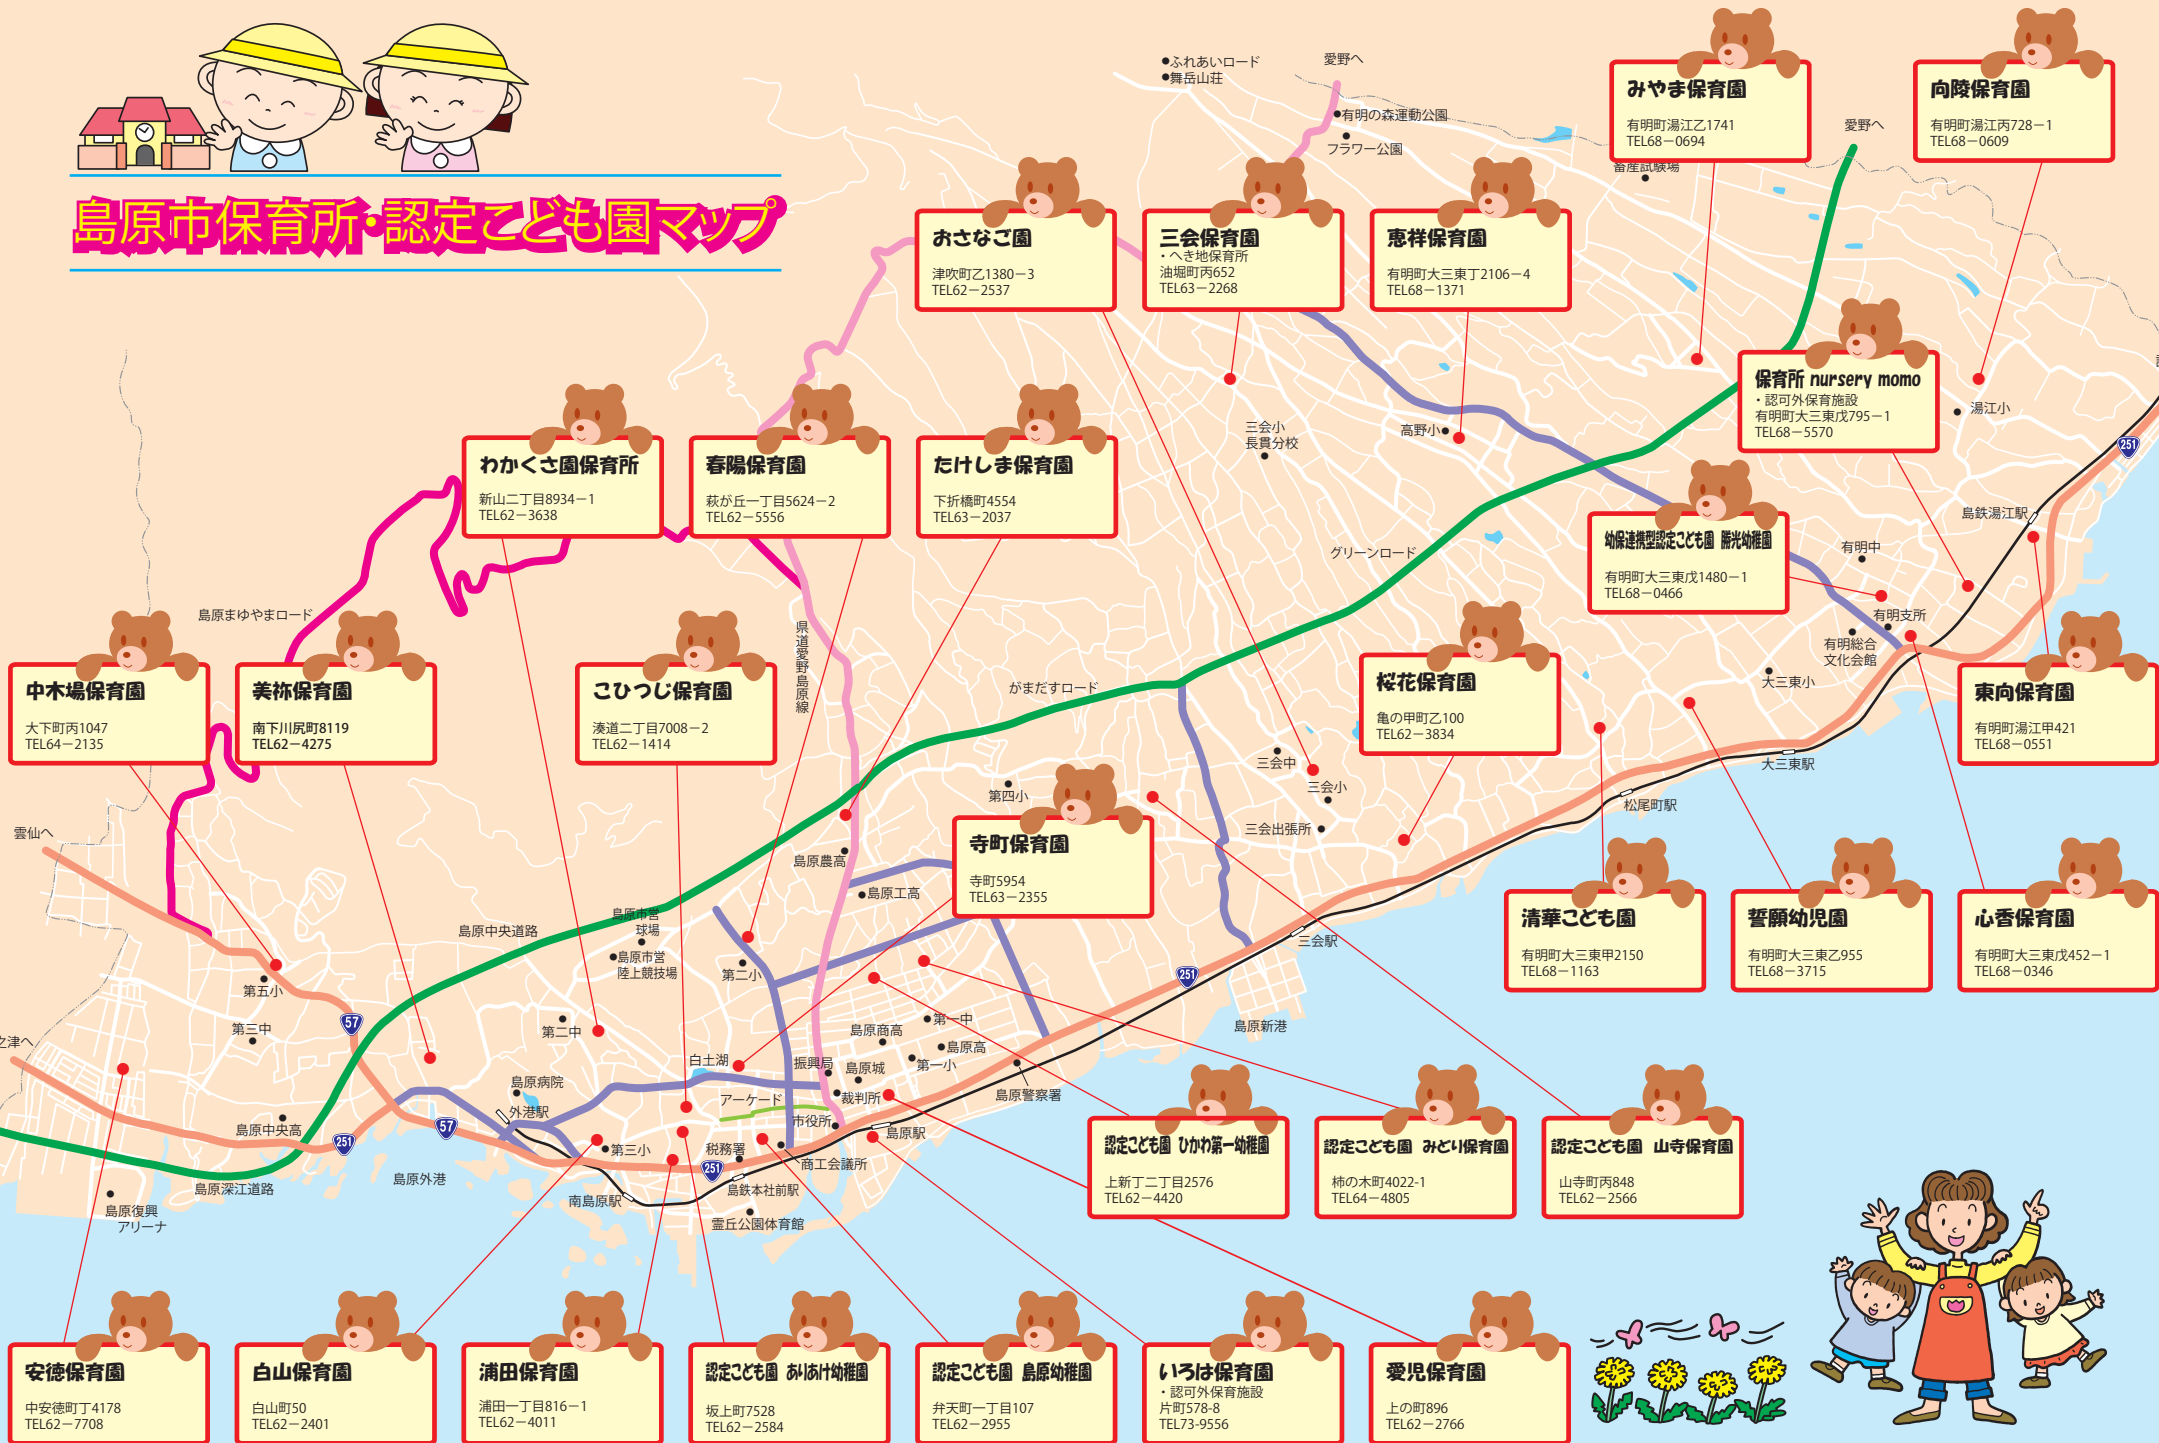 島原市保育所・認定こども園マップ
ふれあいロード
舞岳山荘
愛野へ
有明の森運動公園
フラワー公園
畜産試験場
愛野へ
みやま保育園
有明町湯江乙1741
TEL68－0694
向陵保育園
有明町湯江丙728－1
TEL68－0609
おさなご園
津吹町乙1380－3
TEL62－2537
三会保育園
・へき地保育所
油堀町丙652
TEL63－2268
恵祥保育園
有明町大三東丁2106－4
TEL68－1371
保育所 nursery momo
・認可外保育施設
有明町大三東戊795－1
TEL68－5570
湯江小
三会小
長貫分校
高野小
251
わかくさ園保育所
新山二丁目8934－1
TEL62－3638
春陽保育園
萩が丘一丁目5624－2
TEL62－5556
たけしま保育園
下折橋町4554
TEL63－2037
幼保連携型認定こども園 勝光幼稚園
有明町大三東戊1480－1
TEL68－0466
島鉄湯江駅
有明中
グリーンロード
有明支所
有明総合
文化会館
島原まゆやまロード
県道愛野島原線
中木場保育園
大下町丙1047
TEL64－2135
美祢保育園
南下川尻町8119
TEL62－4275
こひつじ保育園
湊道二丁目7008－2
TEL62－1414
がまだすロード
桜花保育園
亀の甲町乙100
TEL62－3834
大三東小
東向保育園
有明町湯江甲421
TEL68－0551
三会中
三会小
三会出張所
第四小
大三東駅
松尾町駅
雲仙へ
寺町保育園
寺町5954
TEL63－2355
島原農高
島原工高
島原市営
球場
島原市営
陸上競技場
島原中央道路
第二小
三会駅
251
清華こども園
有明町大三東甲2150
TEL68－1163
誓願幼児園
有明町大三東乙955
TEL68－3715
心香保育園
有明町大三東戊452－1
TEL68－0346
第五小
57
第三中
之津へ
第二中
島原新港
第一中
島原商高
島原高
第一小
白土湖
振興局
島原城
裁判所
島原警察署
島原病院
外港駅
アーケード
市役所
島原駅
島原中央高
251
57
第三小
税務署
251
商工会議所
島原外港
島原深江道路
島鉄本社前駅
南島原駅
霊丘公園体育館
島原復興
アリーナ
認定こども園 ひかわ第一幼稚園
上新丁二丁目2576
TEL62－4420
認定こども園 みどり保育園
柿の木町4022-1
TEL64－4805
認定こども園 山寺保育園
山寺町丙848
TEL62－2566
安徳保育園
中安徳町丁4178
TEL62－7708
白山保育園
白山町50
TEL62－2401
浦田保育園
浦田一丁目816－1
TEL62－4011
認定こども園 ありあけ幼稚園
坂上町7528
TEL62－2584
認定こども園 島原幼稚園
弁天町一丁目107
TEL62－2955
いろは保育園
・認可外保育施設
片町578-8
TEL73-9556
愛児保育園
上の町896
TEL62－2766